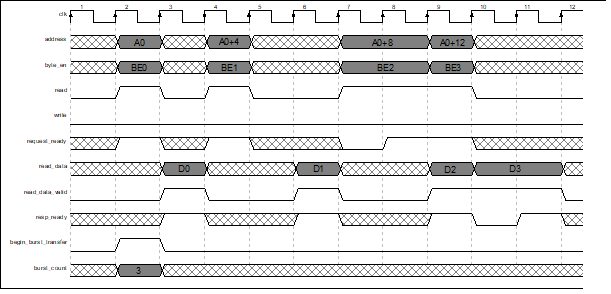 1 2 3 4 5 6 7 8 9 10 11 12
clk
address A0 A0+4 A0+8 A0+12
byte_en BE0 BE1 BE2 BE3
read
write
request_ready
read_data D0 D1 D2 D3
read_data_valid
resp_ready
begin_burst_transfer
burst_count 3